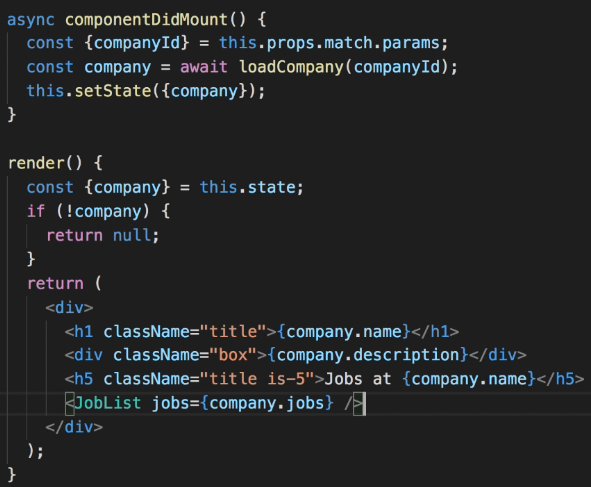 async componentDidMount() {
  const {companyId} = this.props.match.params;
  const company = await loadCompany(companyId);
  this.setState({company});
}

render() {
  const {company} = this.state;
  if (!company) {
    return null;
  }
  return (
    <div>
      <h1 className="title">{company.name}</h1>
      <div className="box">{company.description}</div>
      <h5 className="title is-5">Jobs at {company.name}</h5>
      <JobList jobs={company.jobs} />
    </div>
  );
}